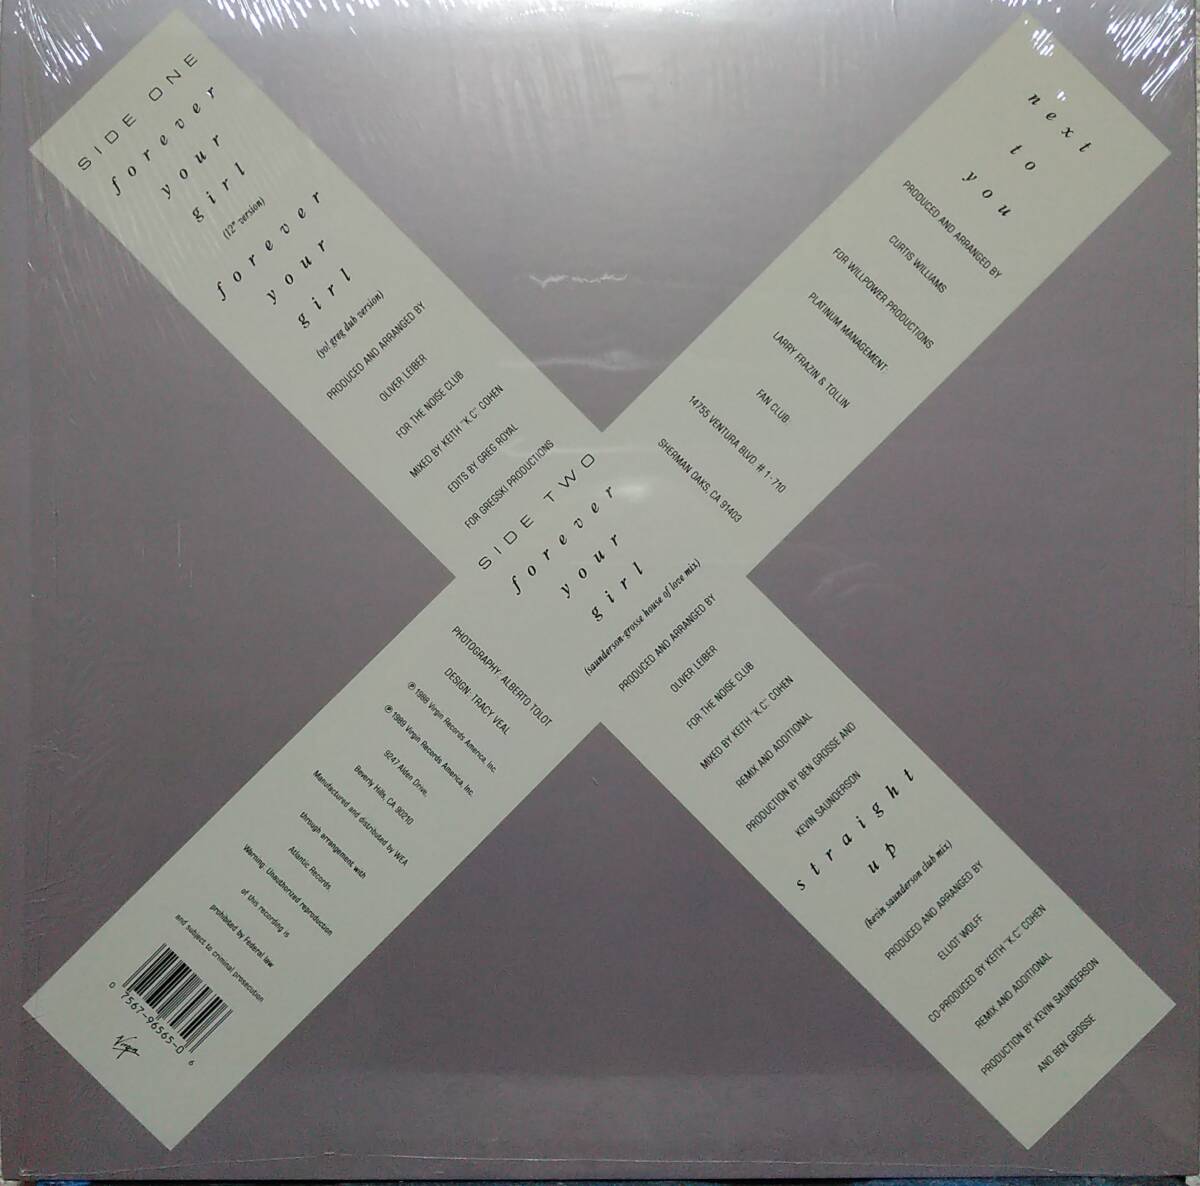 SIDE ONE
forever
your
girl
(12" version)
forever
your
girl
(yo! greg dub version)
PRODUCED AND ARRANGED BY
OLIVER LEIBER
FOR THE NOISE CLUB
MIXED BY KEITH "K.C" COHEN
EDITS BY GREG ROYAL
FOR GREGSKI PRODUCTIONS
SIDE TWO
forever
your
girl
(saunderson-grosse house of love mix)
PRODUCED AND ARRANGED BY
OLIVER LEIBER
FOR THE NOISE CLUB
MIXED BY KEITH "K.C" COHEN
REMIX AND ADDITIONAL
PRODUCTION BY BEN GROSSE AND
KEVIN SAUNDERSON
straight
up
(kevin saunderson club mix)
PRODUCED AND ARRANGED BY
ELLIOT WOLFF
CO-PRODUCED BY KEITH "K.C" COHEN
REMIX AND ADDITIONAL
PRODUCTION BY KEVIN SAUNDERSON
AND BEN GROSSE
next
to
you
PRODUCED AND ARRANGED BY
CURTIS WILLIAMS
FOR WILLPOWER PRODUCTIONS
PLATINUM MANAGEMENT:
LARRY FRAZIN & TOLLIN
FAN CLUB:
14755 VENTURA BLVD. # 1-710
SHERMAN OAKS, CA 91403
PHOTOGRAPHY: ALBERTO TOLOT
DESIGN: TRACY VEAL
℗ 1988 Virgin Records America, Inc.
℗ 1989 Virgin Records America, Inc.
9247 Alden Drive,
Beverly Hills, CA 90210
Manufactured and distributed by WEA
through arrangement with
Atlantic Records.
Warning: Unauthorized reproduction
of this recording is
prohibited by Federal law
and subject to criminal prosecution
0 7567-96565-0 6
Virgin